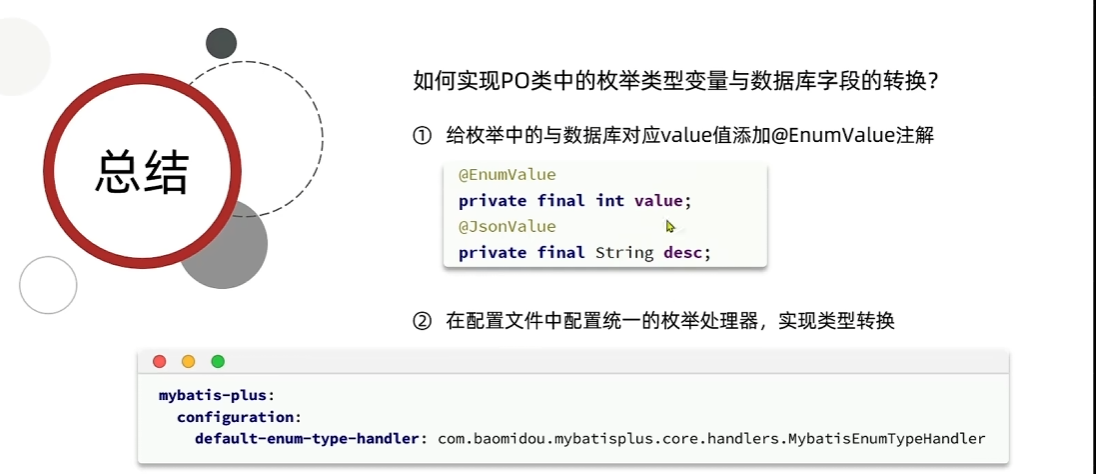 总结
如何实现PO类中的枚举类型变量与数据库字段的转换？
① 给枚举中的与数据库对应value值添加@EnumValue注解
@EnumValue
private final int value;
@JsonValue
private final String desc;
② 在配置文件中配置统一的枚举处理器，实现类型转换
mybatis-plus:
  configuration:
    default-enum-type-handler: com.baomidou.mybatisplus.core.handlers.MybatisEnumTypeHandler